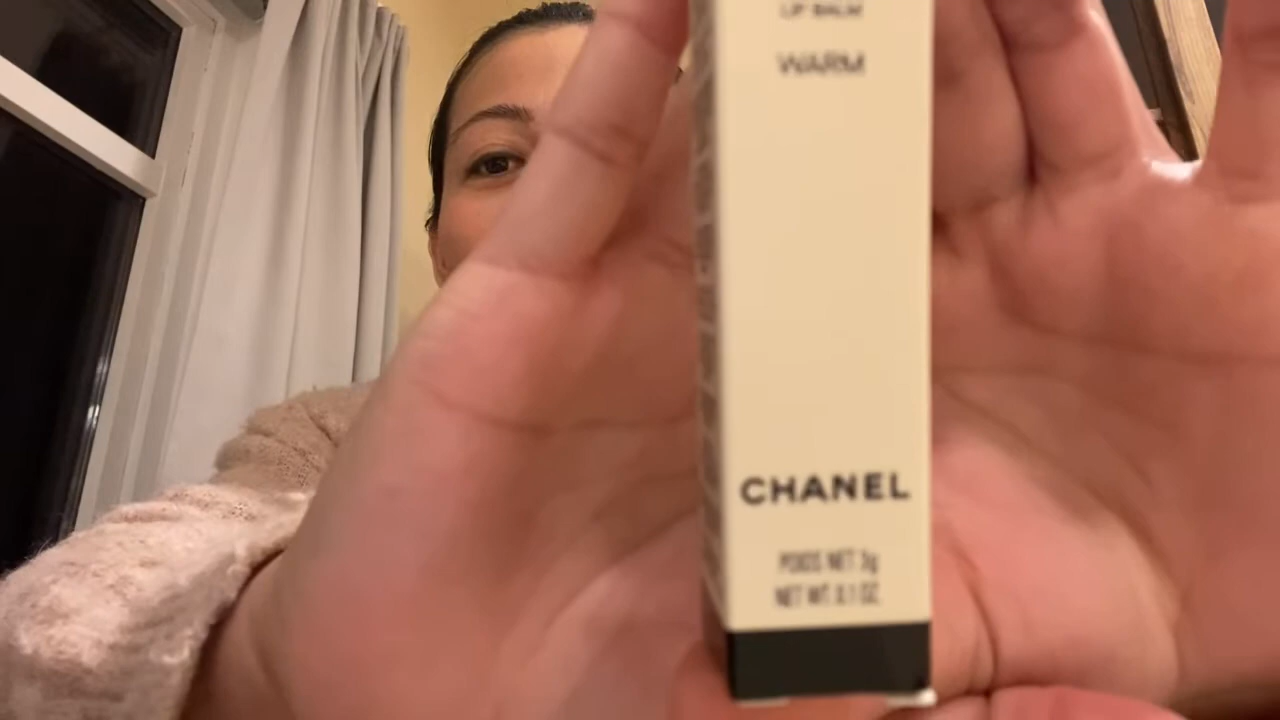 LIP BALM
WARM
CHANEL
POIDS NET 3g
NET WT. 0.1 OZ.